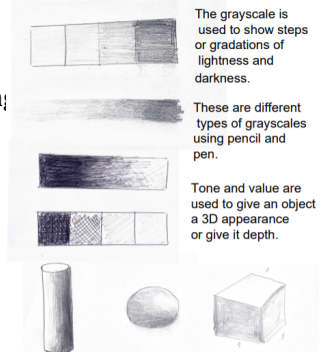 The grayscale is
used to show steps
or gradations of
lightness and
darkness.
These are different
types of grayscales
using pencil and
pen.
Tone and value are
used to give an object
a 3D appearance
or give it depth.